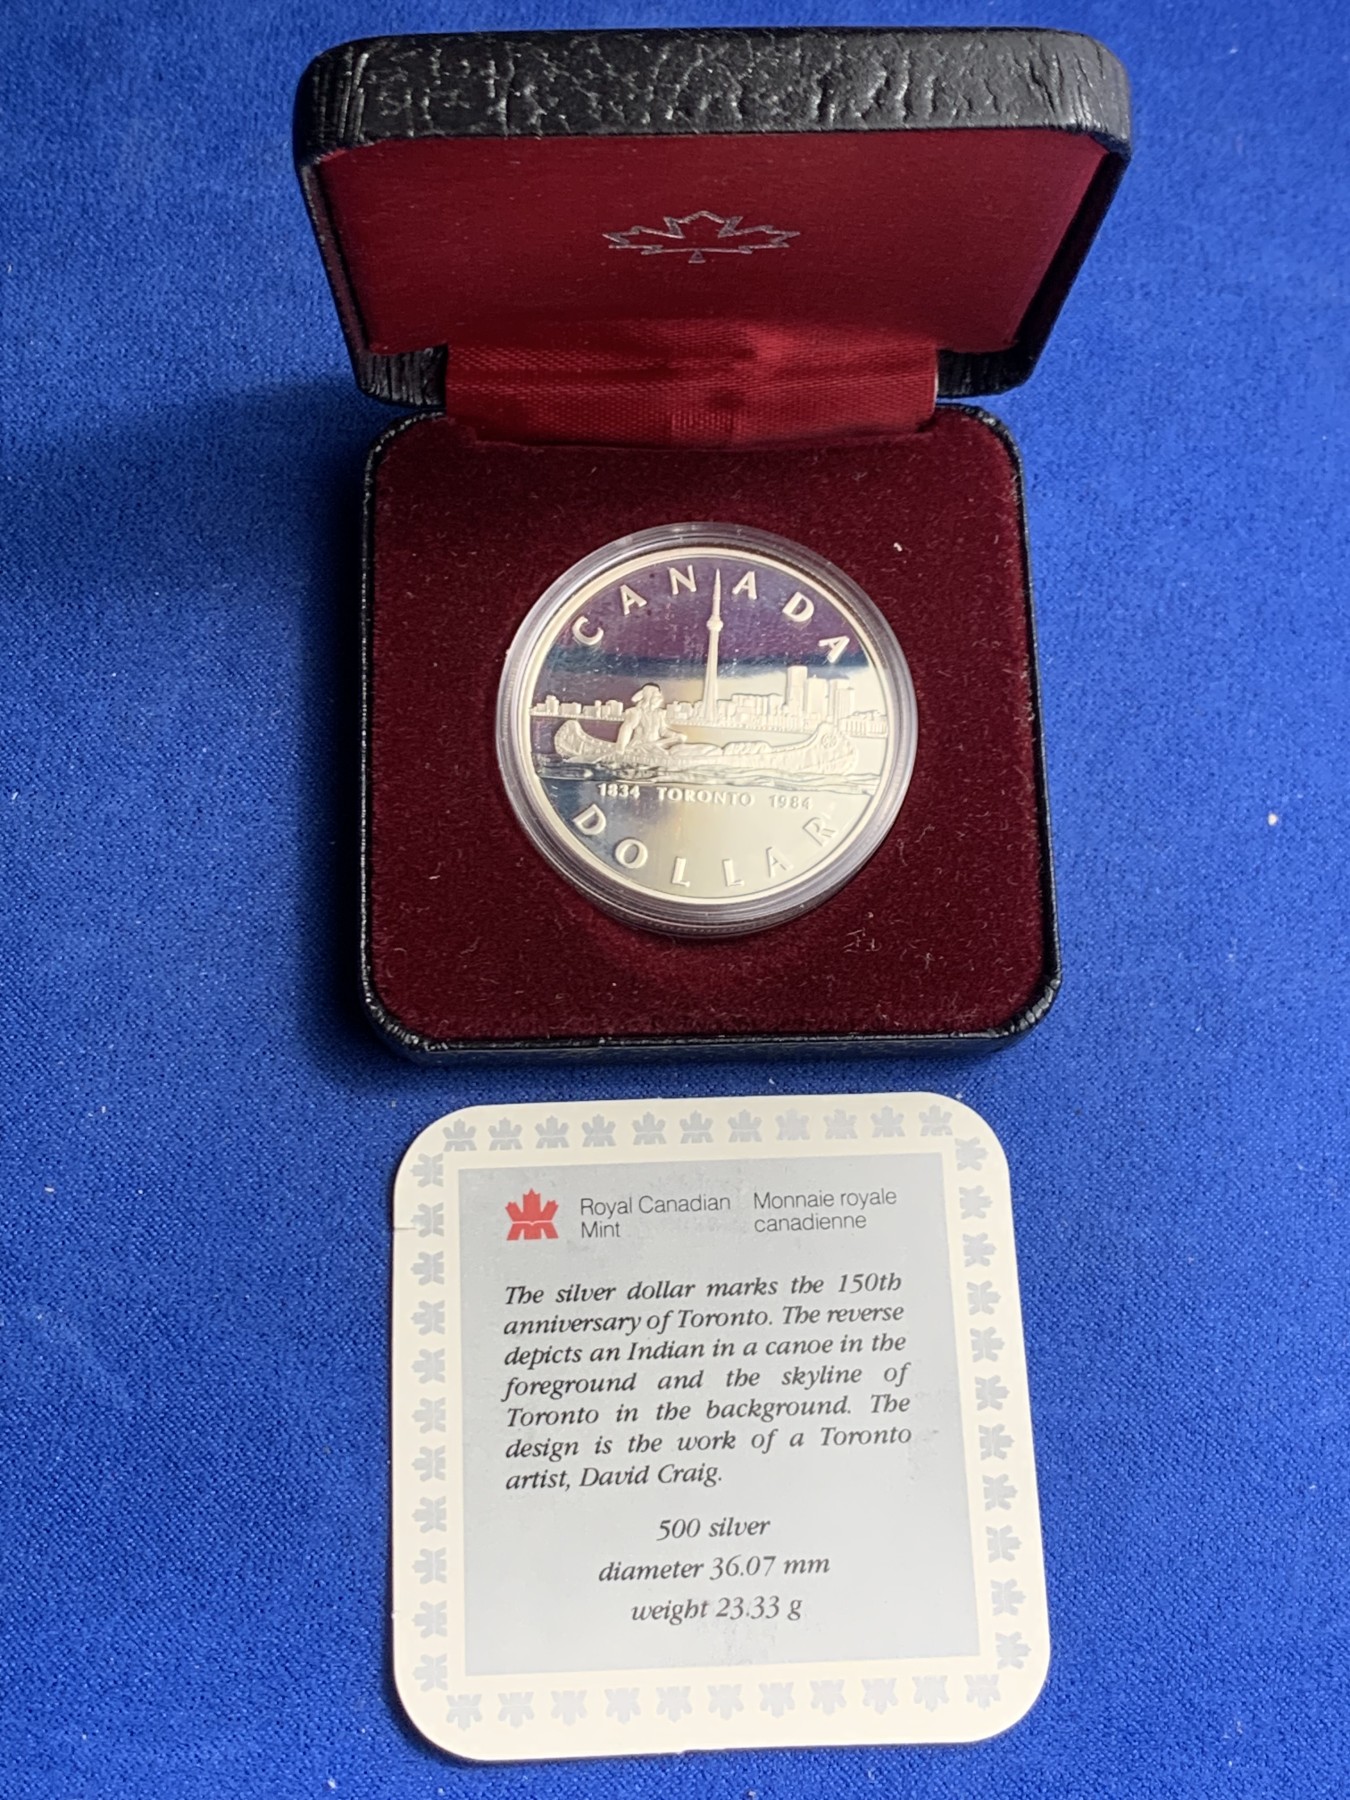 CANADA
1834 TORONTO 1984
DOLLAR
Royal Canadian
Mint
Monnaie royale
canadienne
The silver dollar marks the 150th
anniversary of Toronto. The reverse
depicts an Indian in a canoe in the
foreground and the skyline of
Toronto in the background. The
design is the work of a Toronto
artist, David Craig.
500 silver
diameter 36.07 mm
weight 23.33 g